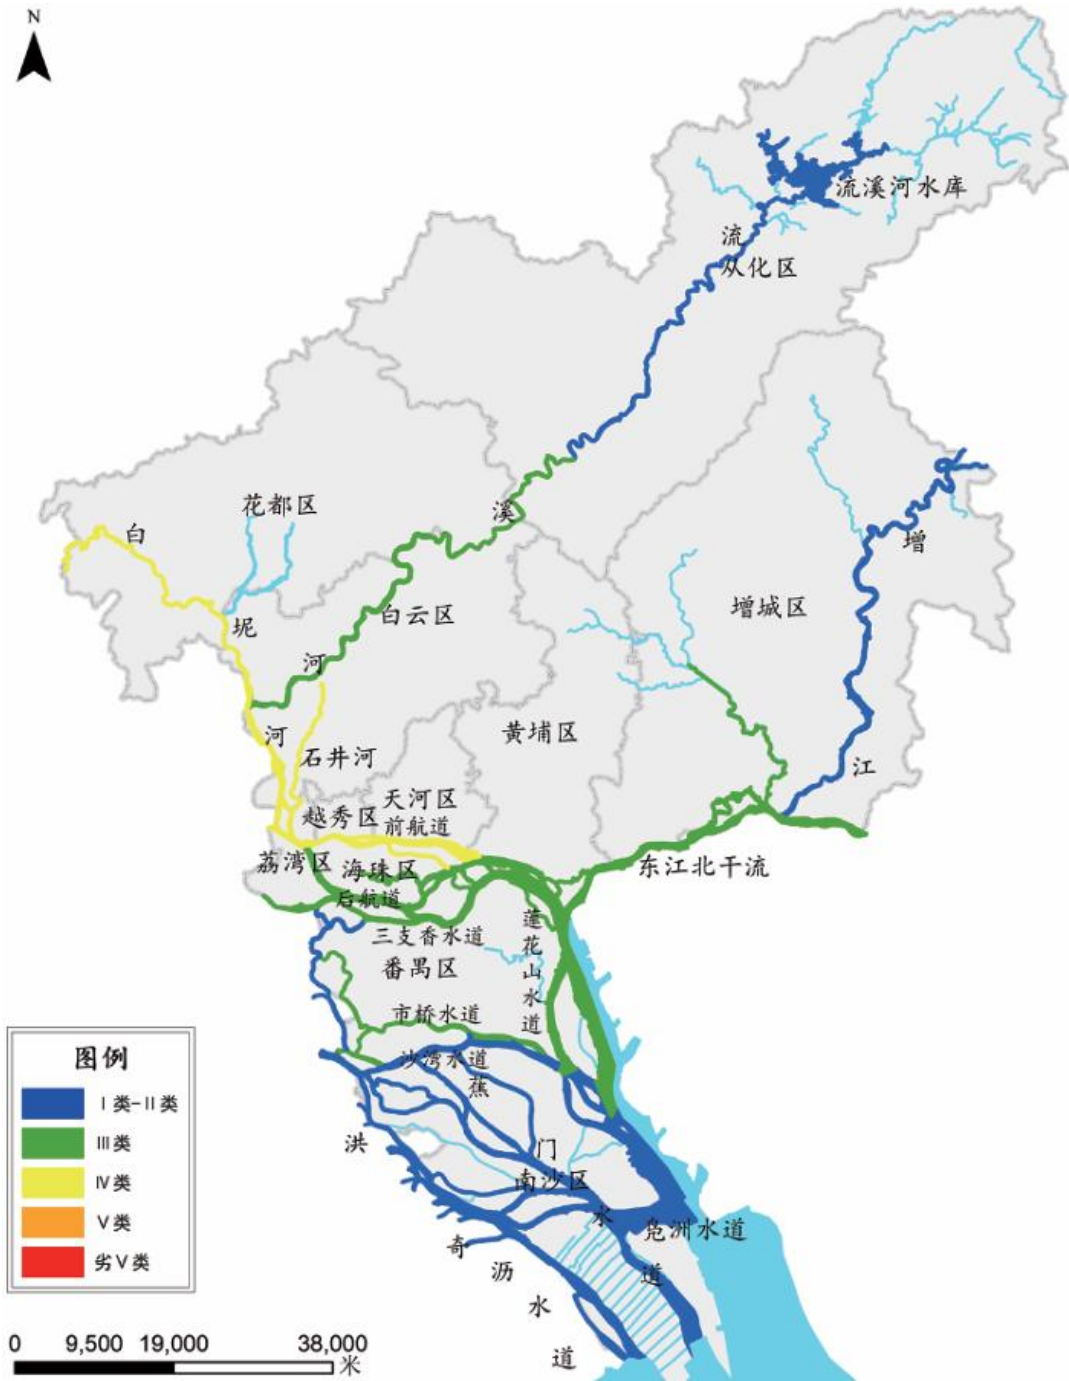 N
流溪河水库
流
从化区
花都区
白
溪
增
坭
白云区
增城区
河
河
石井河
黄埔区
江
天河区
越秀区
前航道
荔湾区
海珠区
东江北干流
后航道
莲花山水道
三支香水道
番禺区
市桥水道
沙湾水道
蕉
洪
门
南沙区
水
凫洲水道
奇
沥
道
水
道
图例
I类-II类
III类
IV类
V类
劣V类
0 9,500 19,000 38,000
米